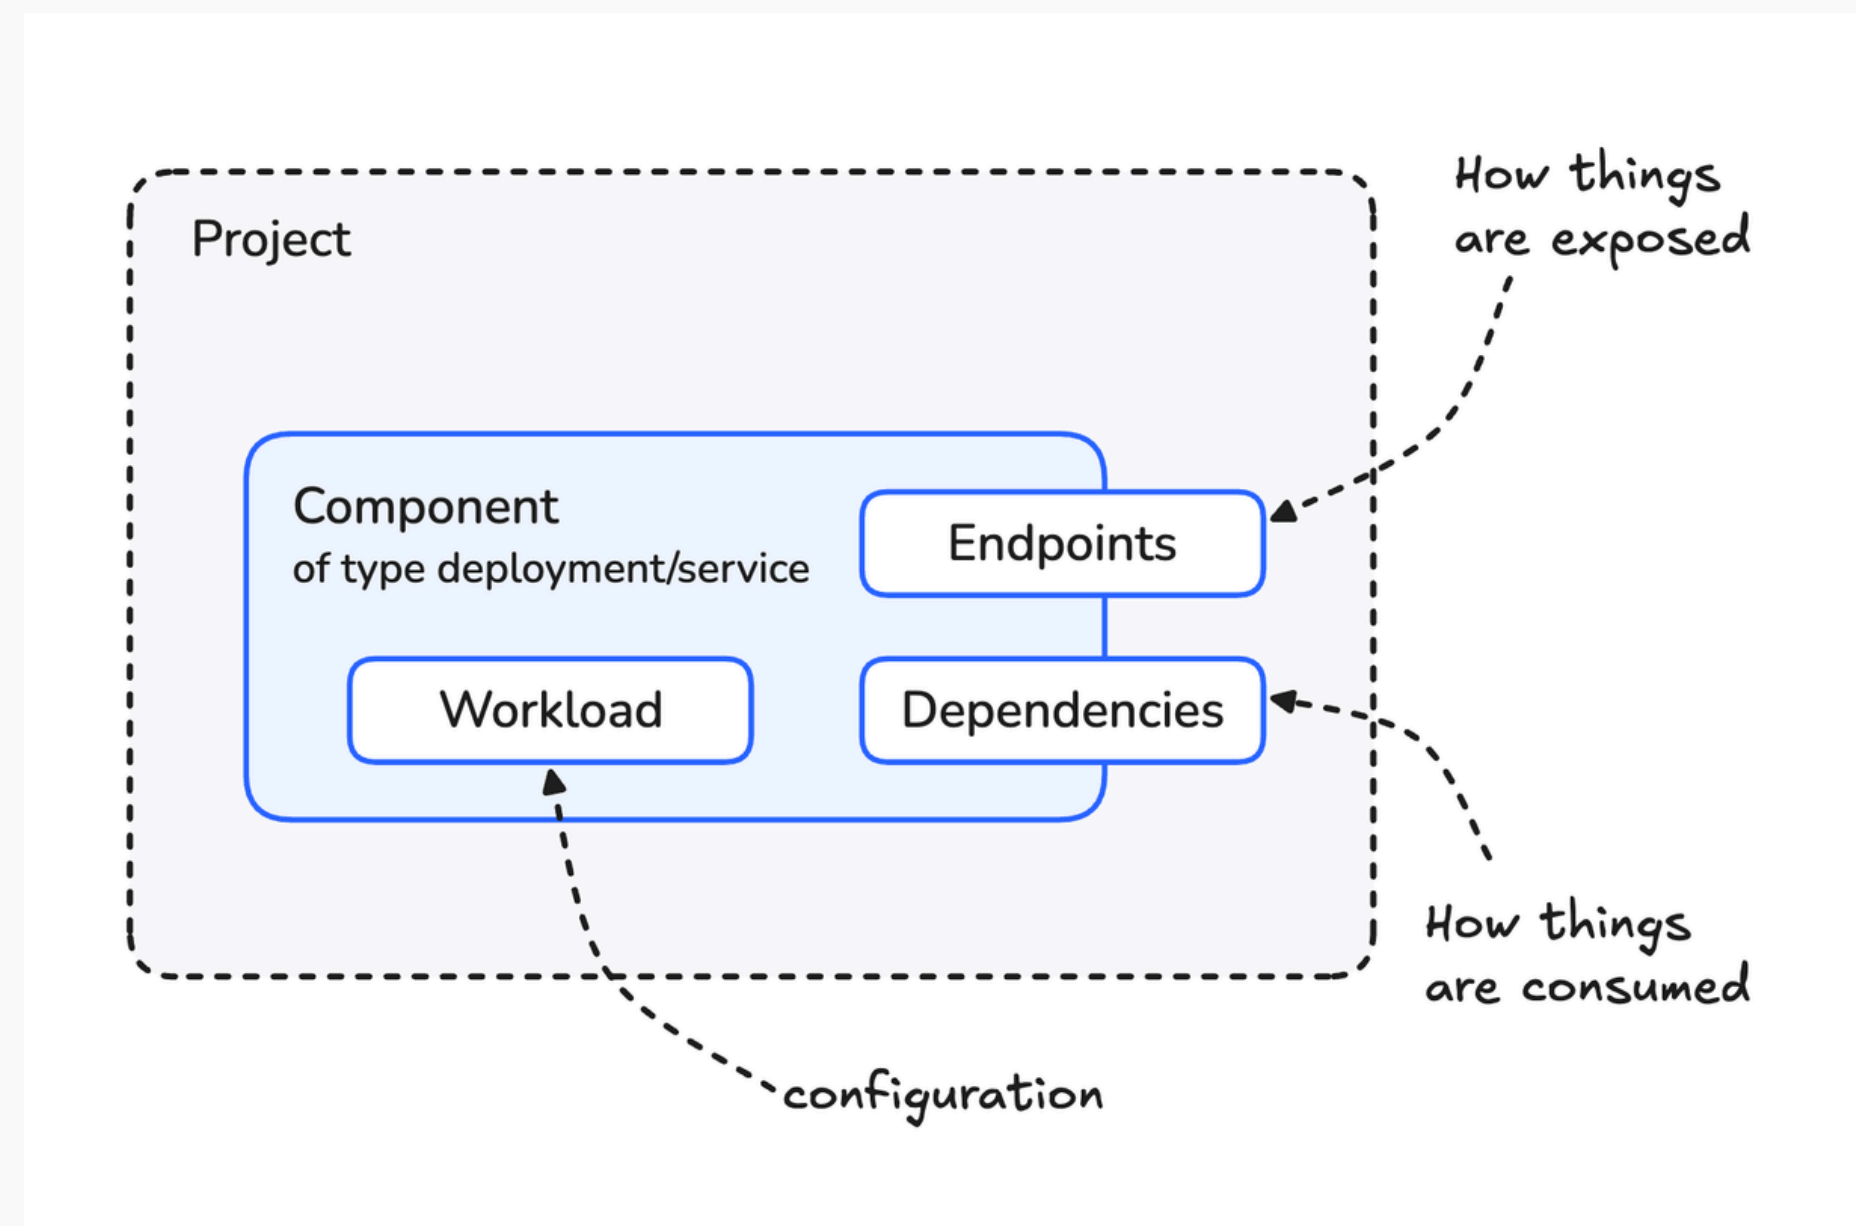 Project
How things
are exposed
Component
of type deployment/service
Endpoints
Workload
Dependencies
How things
are consumed
configuration